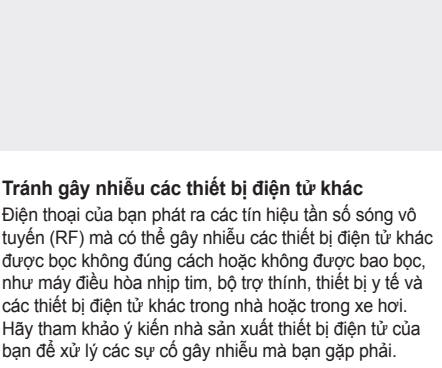 Tránh gây nhiễu các thiết bị điện tử khác
Điện thoại của bạn phát ra các tín hiệu tần số sóng vô
tuyến (RF) mà có thể gây nhiễu các thiết bị điện tử khác
được bọc không đúng cách hoặc không được bao bọc,
như máy điều hòa nhịp tim, bộ trợ thính, thiết bị y tế và
các thiết bị điện tử khác trong nhà hoặc trong xe hơi.
Hãy tham khảo ý kiến nhà sản xuất thiết bị điện tử của
bạn để xử lý các sự cố gây nhiễu mà bạn gặp phải.